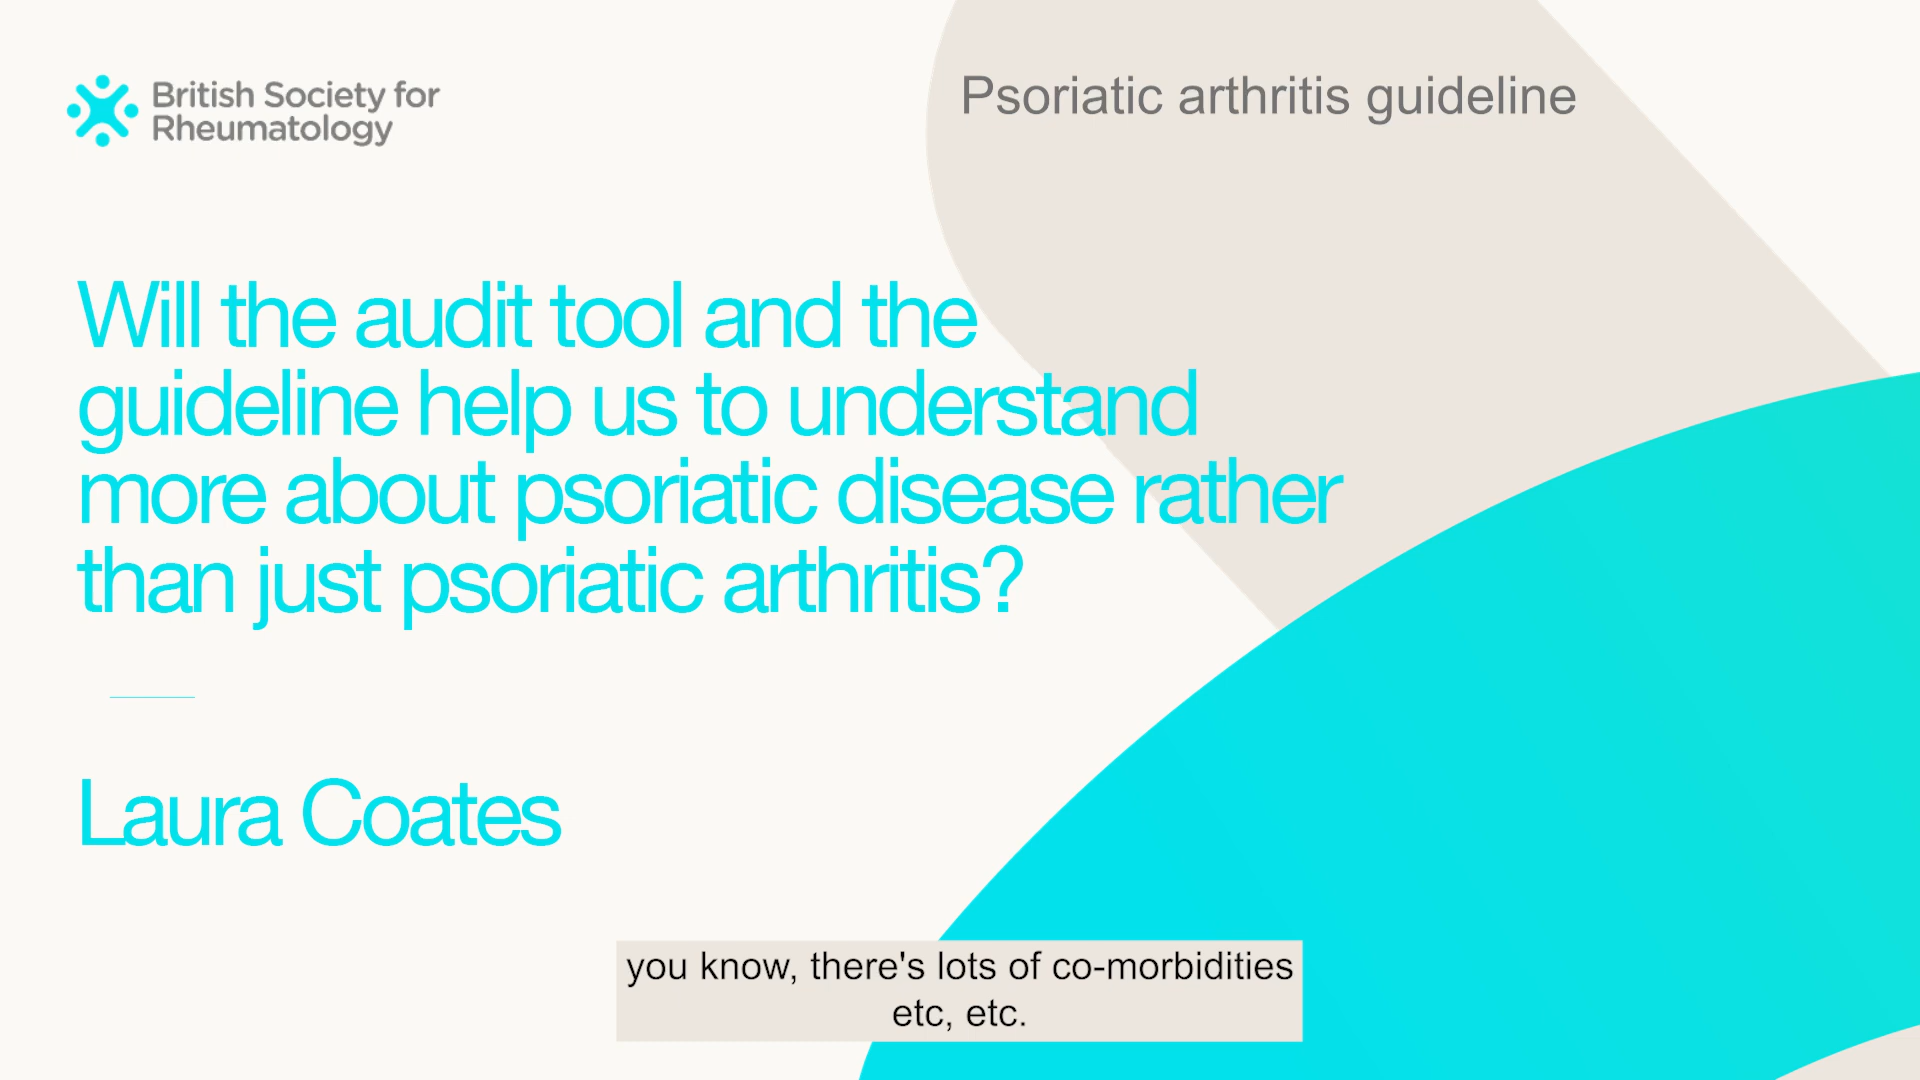 British Society for
Rheumatology
Psoriatic arthritis guideline
Will the audit tool and the
guideline help us to understand
more about psoriatic disease rather
than just psoriatic arthritis?
Laura Coates
you know, there's lots of co-morbidities
etc, etc.